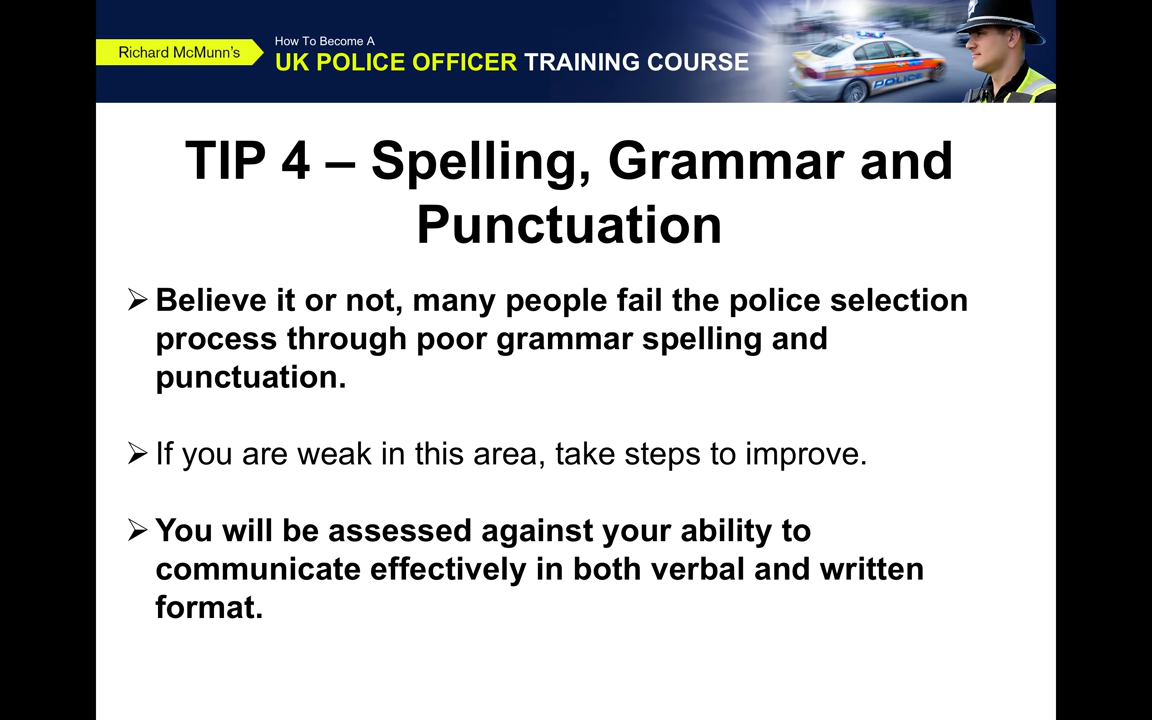 Richard McMunn's
How To Become A
UK POLICE OFFICER TRAINING COURSE
POLICE
TIP 4 – Spelling, Grammar and
Punctuation
➢ Believe it or not, many people fail the police selection
process through poor grammar spelling and
punctuation.
➢ If you are weak in this area, take steps to improve.
➢ You will be assessed against your ability to
communicate effectively in both verbal and written
format.